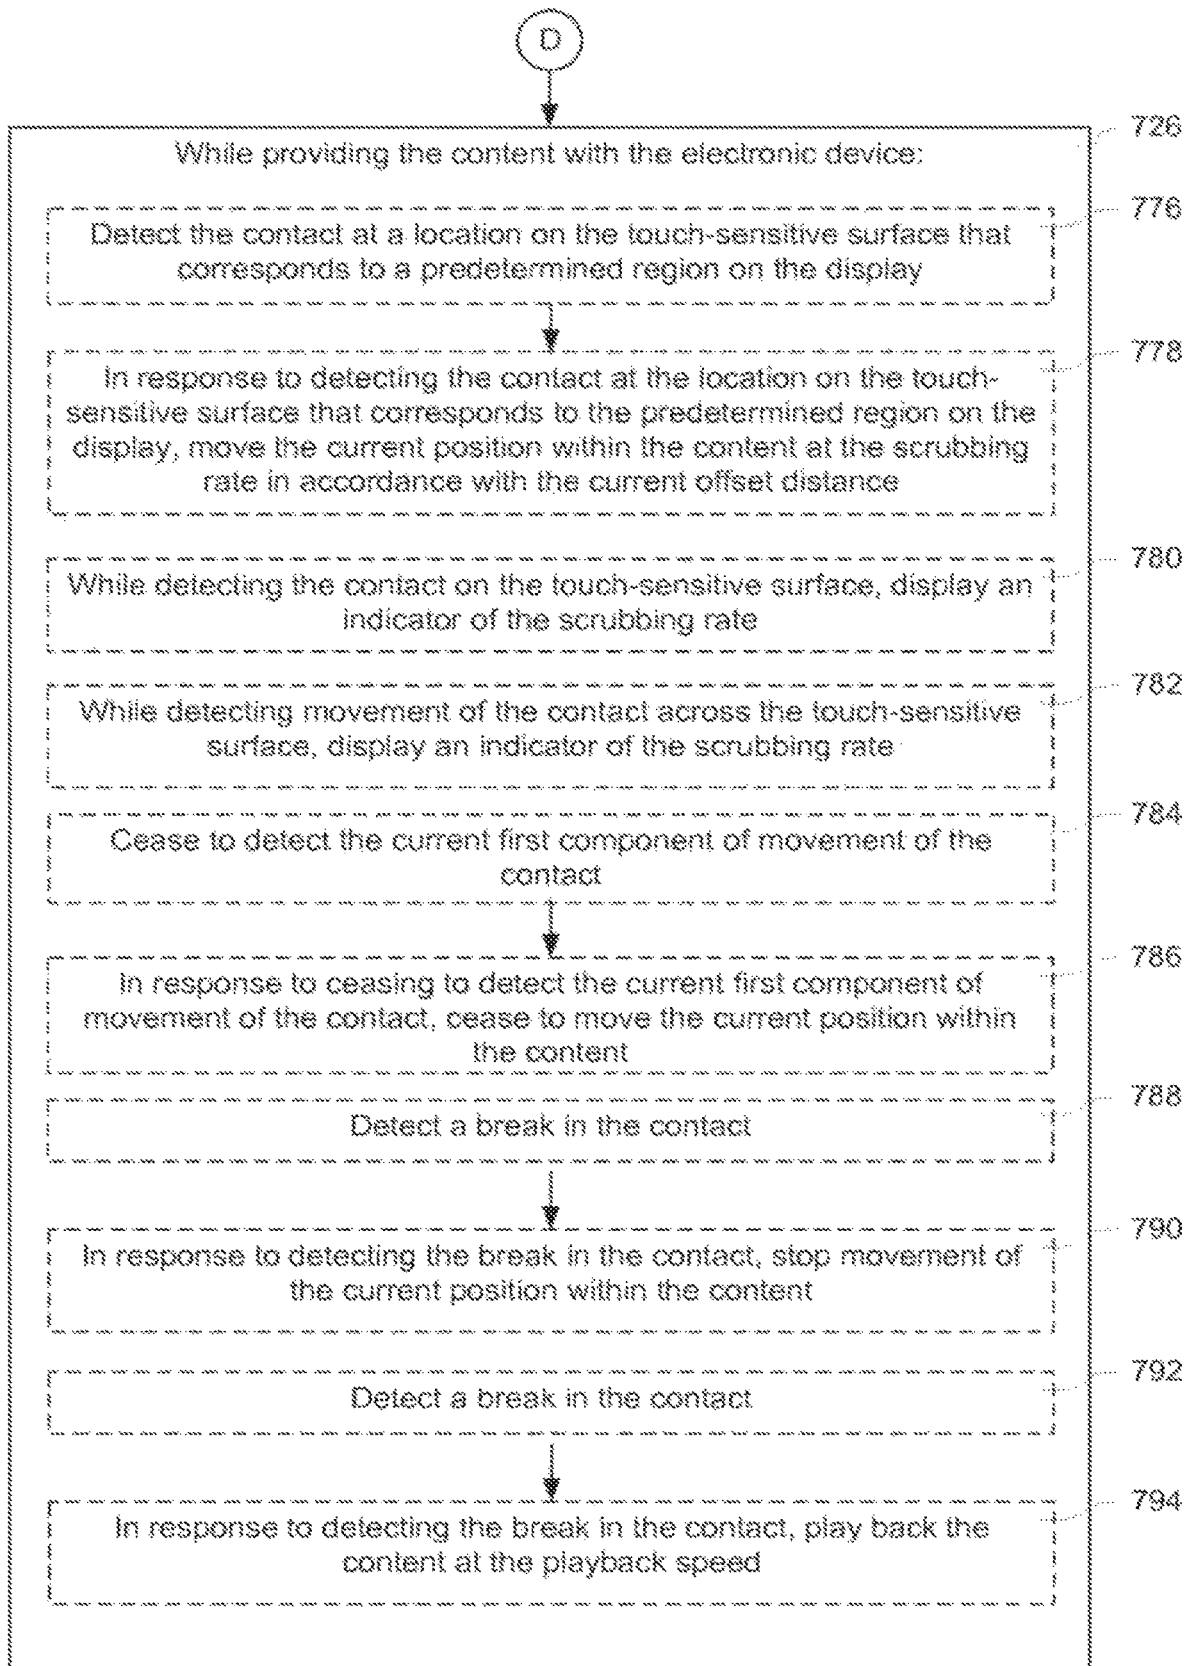 D
726
While providing the content with the electronic device:
776
Detect the contact at a location on the touch-sensitive surface that
corresponds to a predetermined region on the display
778
In response to detecting the contact at the location on the touch-
sensitive surface that corresponds to the predetermined region on the
display, move the current position within the content at the scrubbing
rate in accordance with the current offset distance
780
While detecting the contact on the touch-sensitive surface, display an
indicator of the scrubbing rate
782
While detecting movement of the contact across the touch-sensitive
surface, display an indicator of the scrubbing rate
784
Cease to detect the current first component of movement of the
contact
786
In response to ceasing to detect the current first component of
movement of the contact, cease to move the current position within
the content
788
Detect a break in the contact
790
In response to detecting the break in the contact, stop movement of
the current position within the content
792
Detect a break in the contact
794
In response to detecting the break in the contact, play back the
content at the playback speed